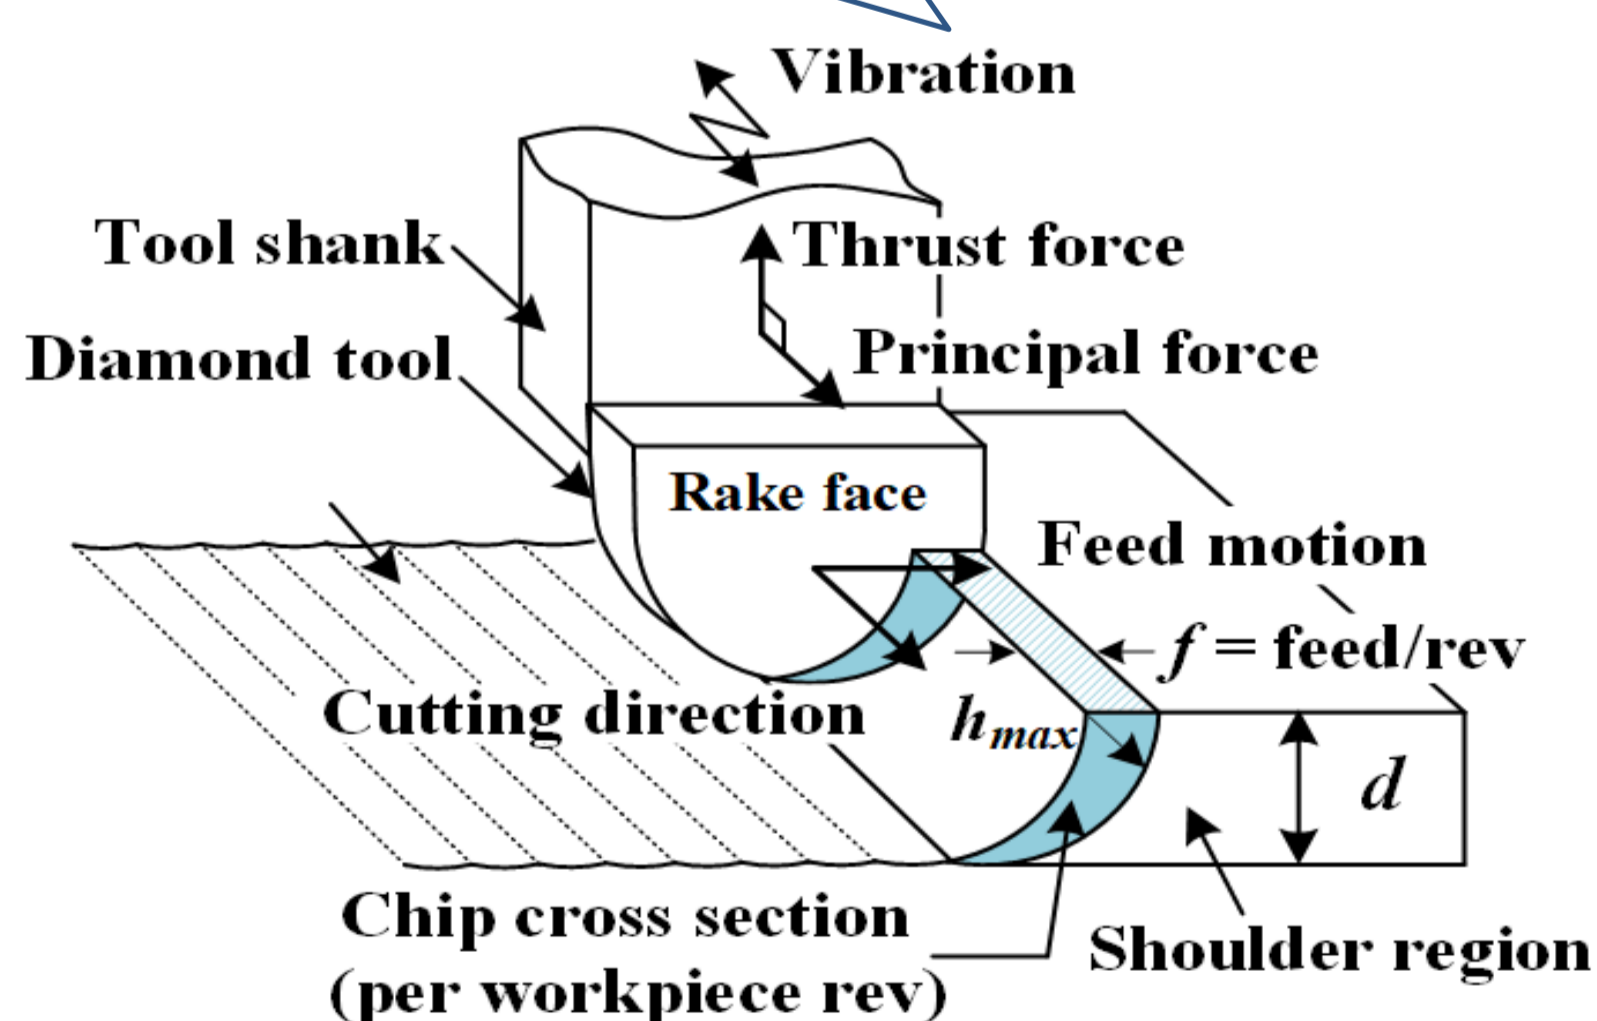 Vibration
Tool shank
Thrust force
Diamond tool
Principal force
Rake face
Feed motion
f = feed/rev
Cutting direction
hmax
d
Chip cross section
(per workpiece rev)
Shoulder region